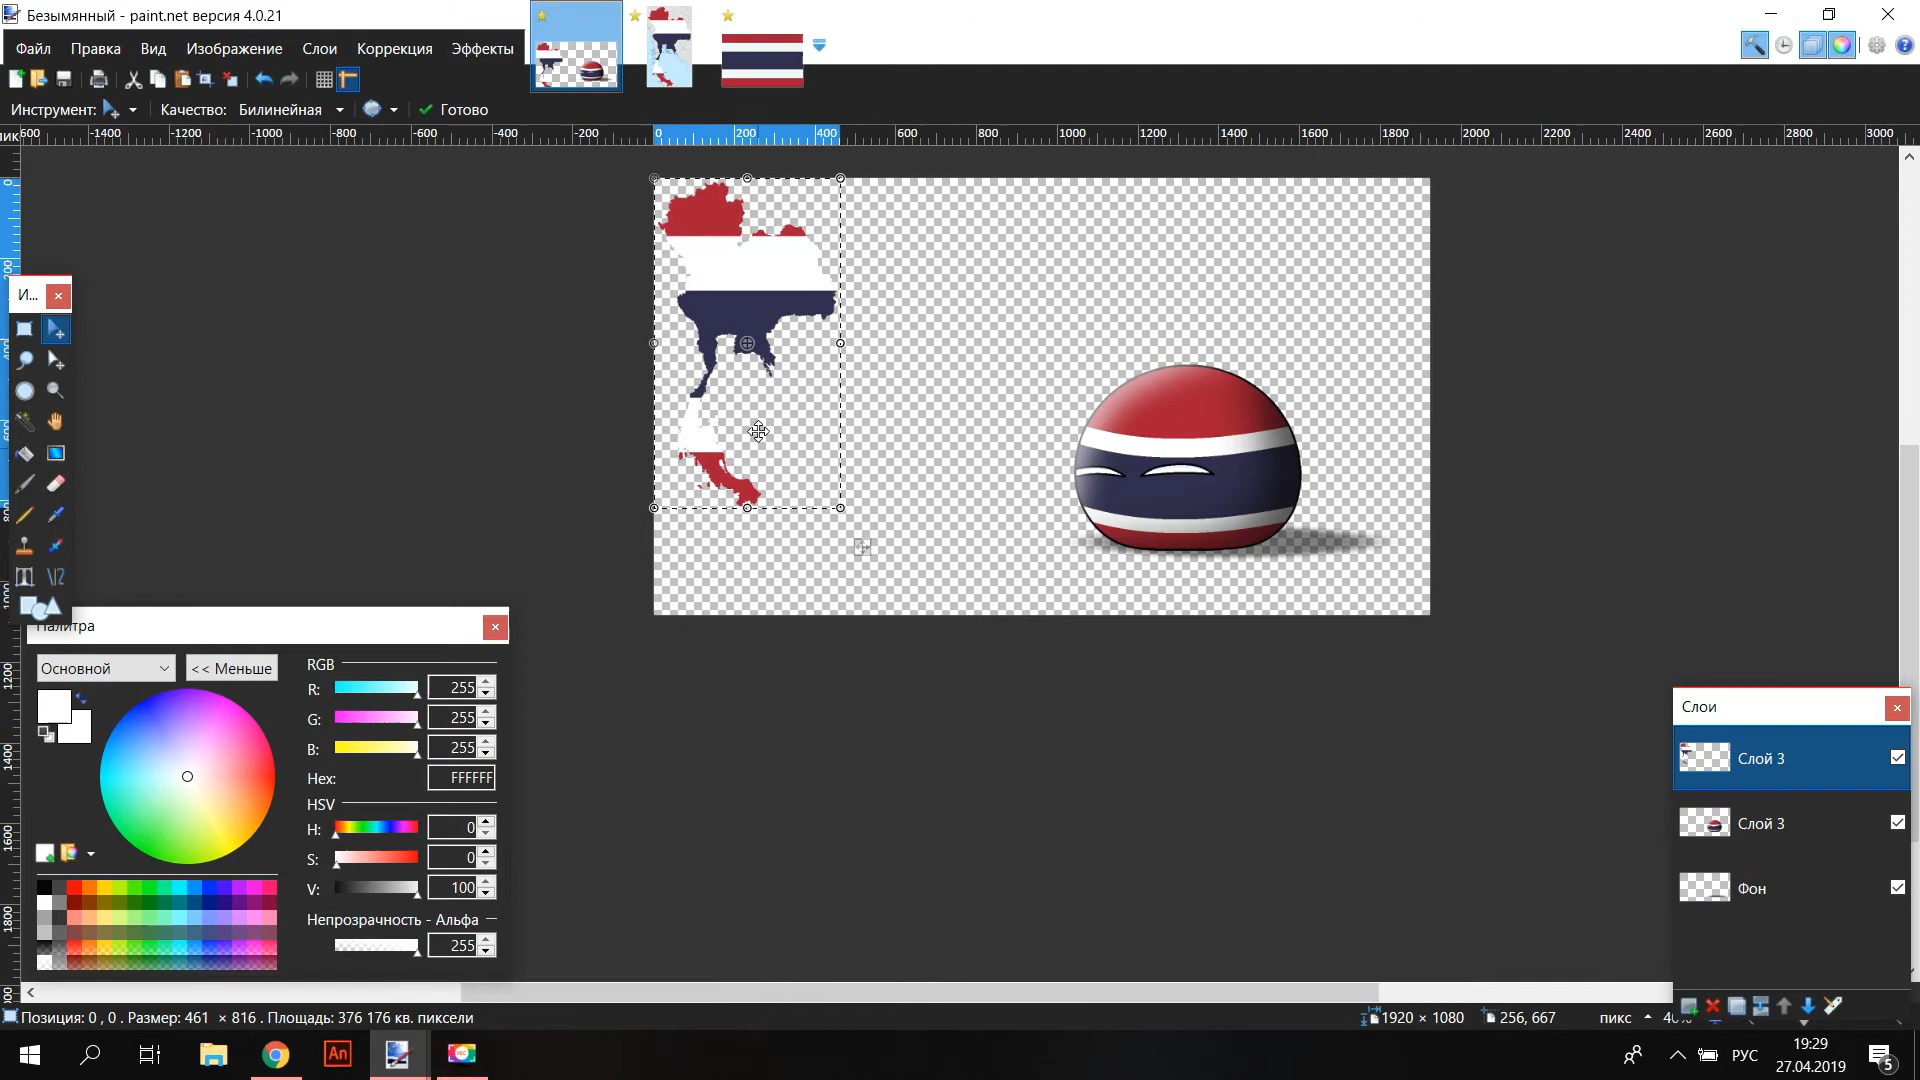 Безымянный - paint.net версия 4.0.21
Файл Правка Вид Изображение Слои Коррекция Эффекты
Инструмент: Качество: Билинейная Готово
-1400 -1200 -1000 -800 -600 -400 -200 0 200 400 600 800 1000 1200 1400 1600 1800 2000 2200 2400 2600 2800 3000
И...
Палитра
Основной << Меньше
RGB
R: 255
G: 255
B: 255
Hex: FFFFFF
HSV
H: 0
S: 0
V: 100
Непрозрачность - Альфа
255
Слои
Слой 3
Слой 3
Фон
Позиция: 0 , 0 . Размер: 461 × 816 . Площадь: 376 176 кв. пиксели 1920 × 1080 256, 667 пикс
An РУС 19:29
27.04.2019
5